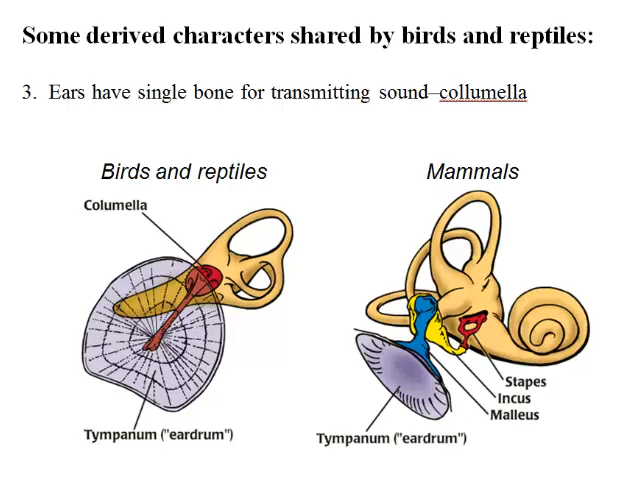 Some derived characters shared by birds and reptiles:
3. Ears have single bone for transmitting sound–collumella
Birds and reptiles
Mammals
Columella
Stapes
Incus
Malleus
Tympanum ("eardrum")
Tympanum ("eardrum")